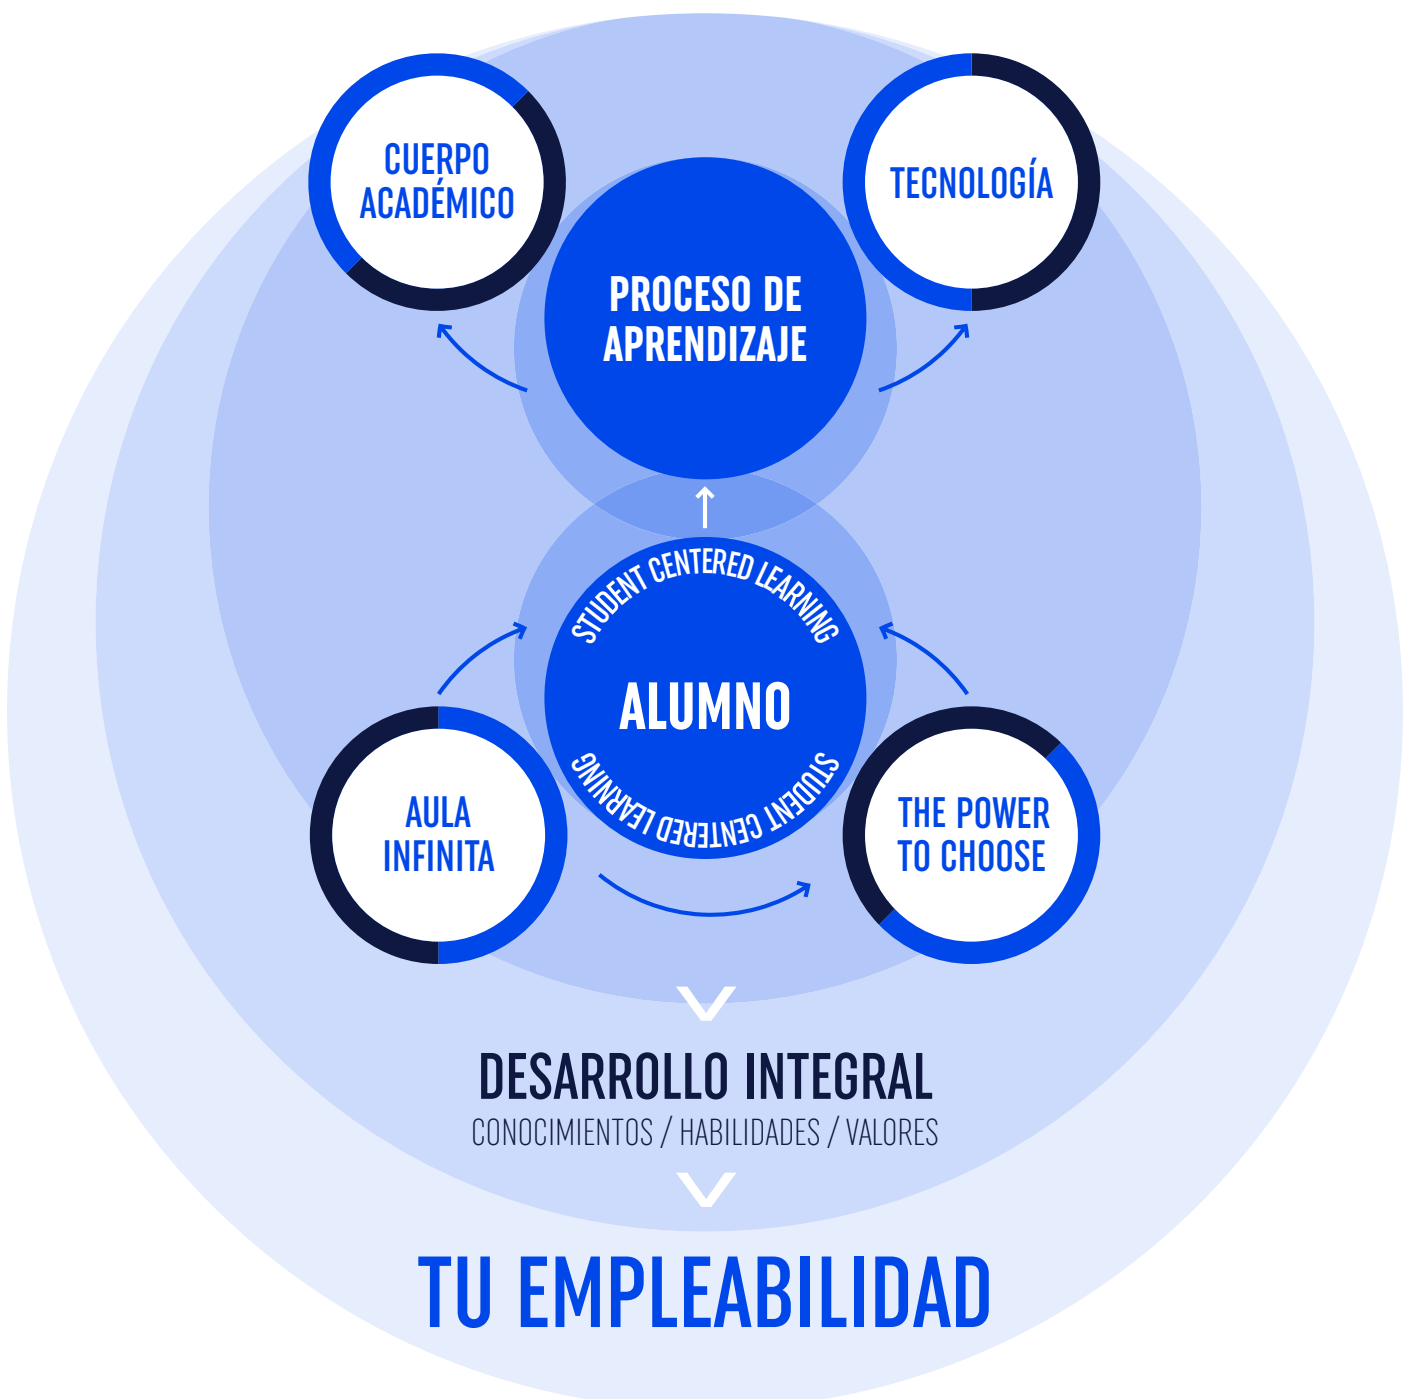 CUERPO
ACADÉMICO
TECNOLOGÍA
PROCESO DE
APRENDIZAJE
STUDENT CENTERED LEARNING
ALUMNO
STUDENT CENTERED LEARNING
AULA
INFINITA
THE POWER
TO CHOOSE
DESARROLLO INTEGRAL
CONOCIMIENTOS / HABILIDADES / VALORES
TU EMPLEABILIDAD